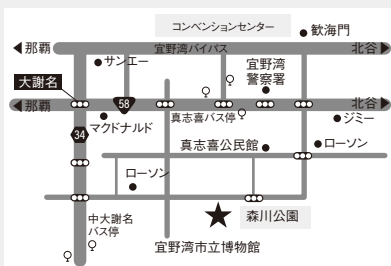 コンベンションセンター
歓海門
那覇
宜野湾バイパス
北谷
サンエー
宜野湾
警察署
大謝名
那覇
58
北谷
マクドナルド
真志喜バス停
ジミー
34
真志喜公民館
ローソン
ローソン
中大謝名
バス停
森川公園
宜野湾市立博物館